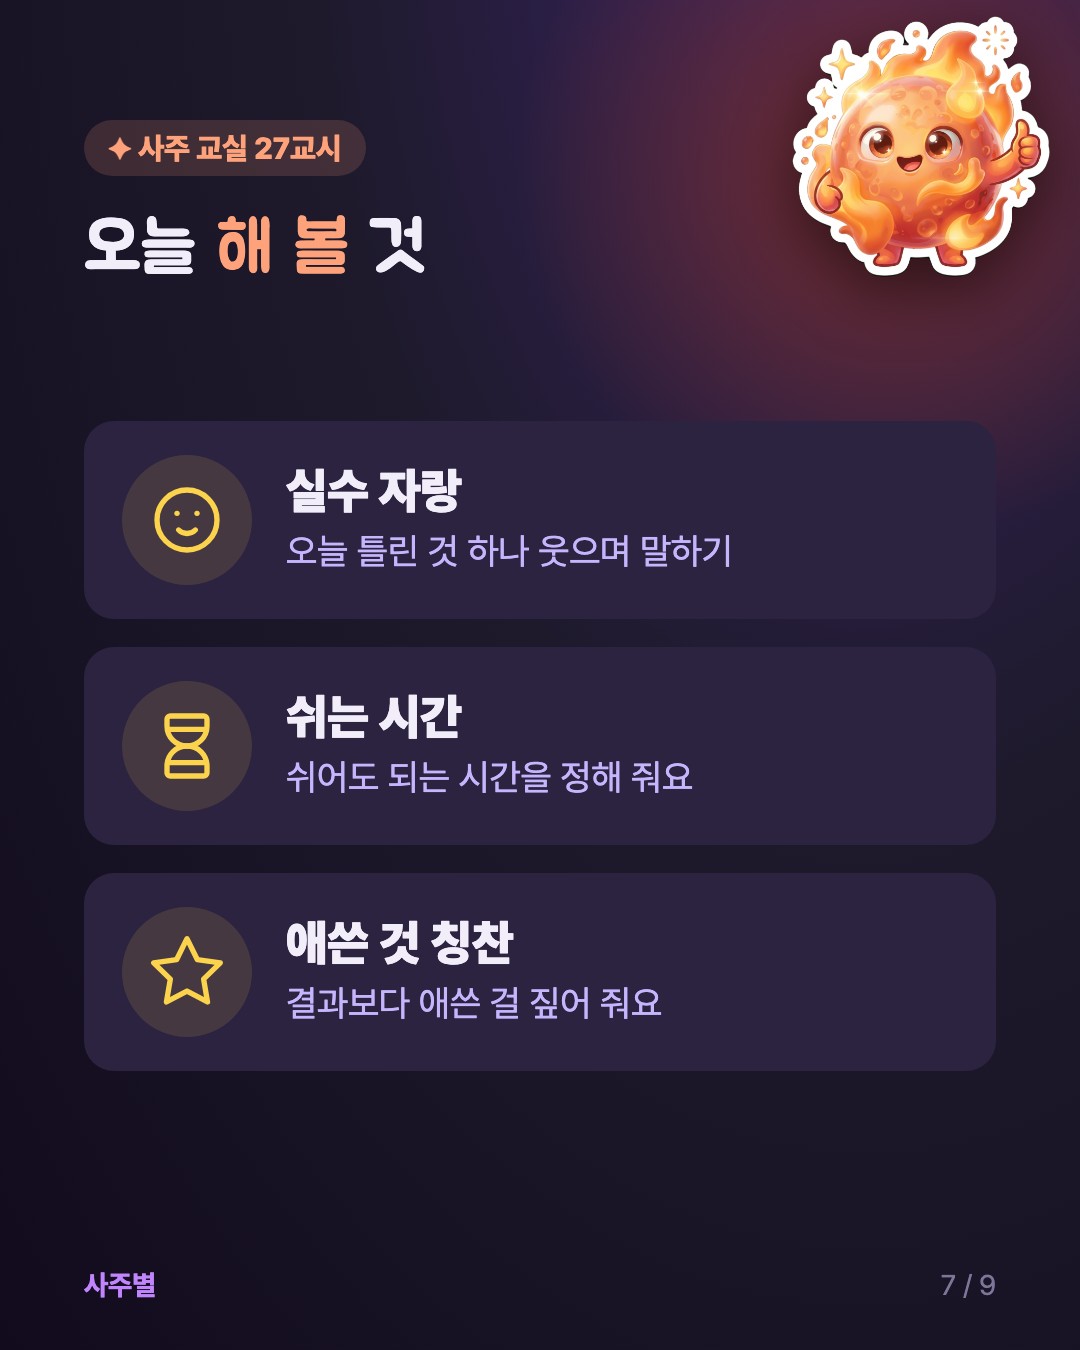 사주 교실 27교시
오늘 해 볼 것
실수 자랑
오늘 틀린 것 하나 웃으며 말하기
쉬는 시간
쉬어도 되는 시간을 정해 줘요
애쓴 것 칭찬
결과보다 애쓴 걸 짚어 줘요
사주별
7 / 9